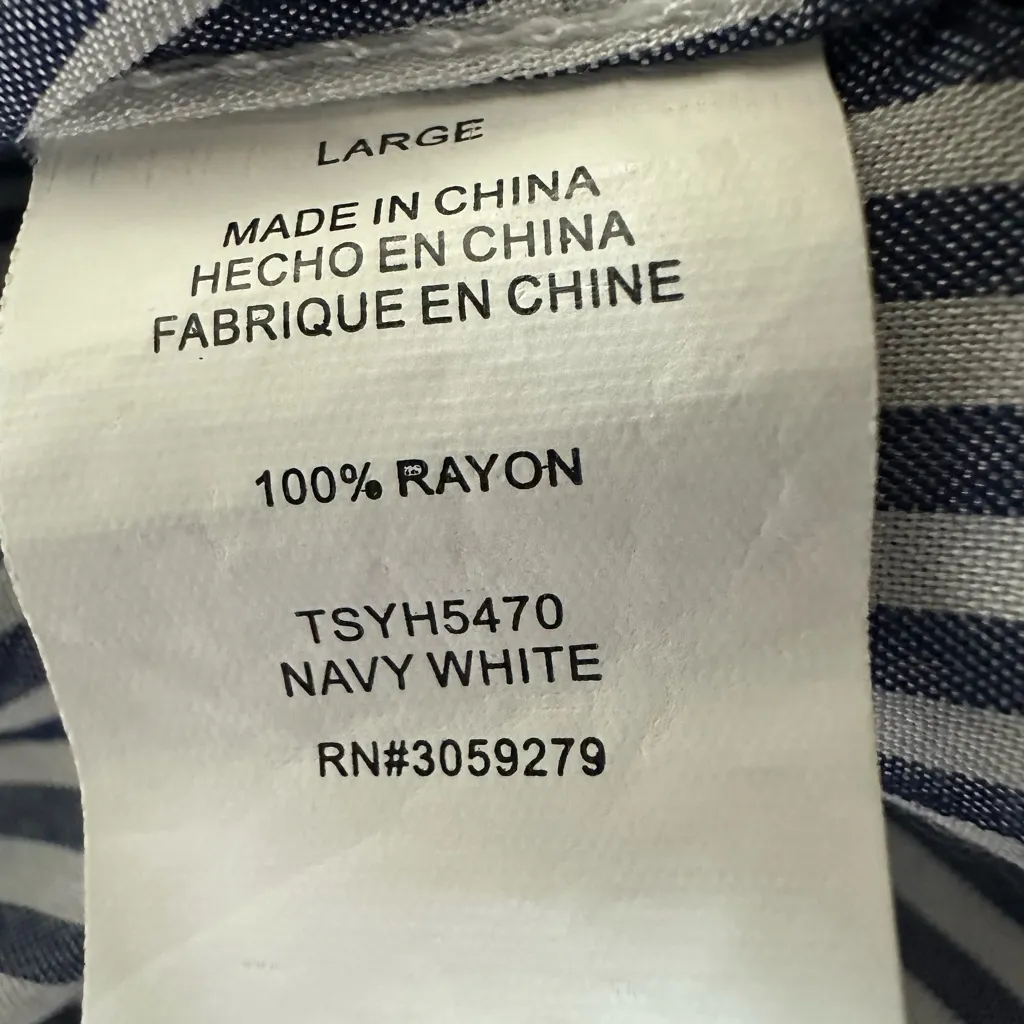 LARGE
MADE IN CHINA
HECHO EN CHINA
FABRIQUE EN CHINE
100% RAYON
TSYH5470
NAVY WHITE
RN#3059279